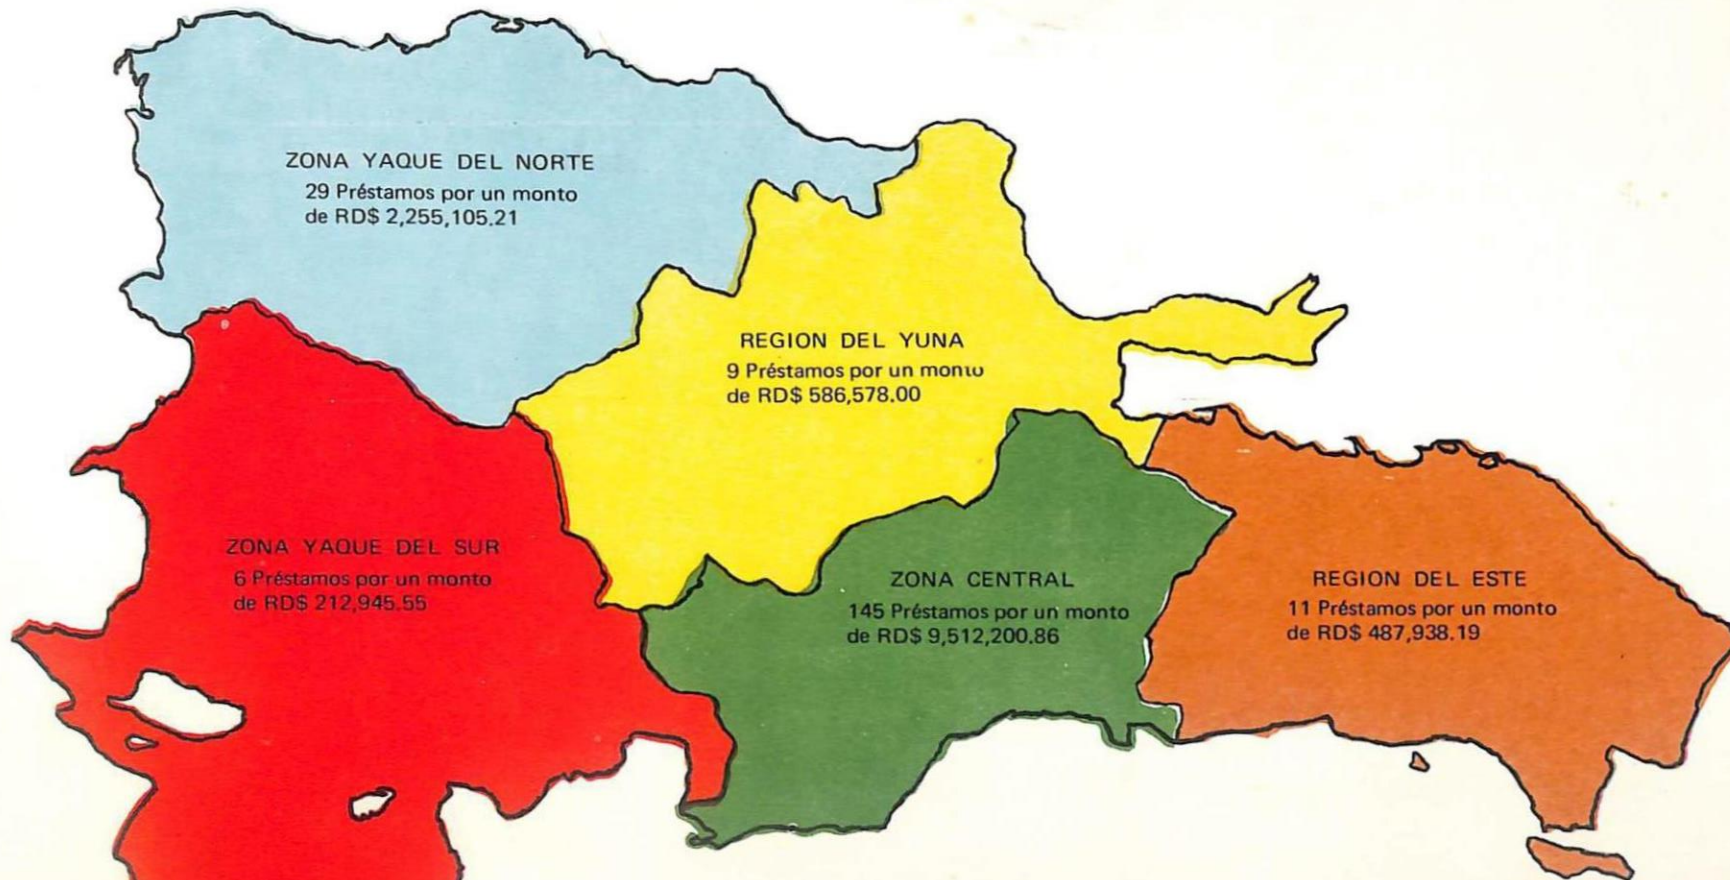 ZONA YAQUE DEL NORTE
29 Préstamos por un monto
de RD$ 2,255,105.21
REGION DEL YUNA
9 Préstamos por un monto
de RD$ 586,578.00
ZONA YAQUE DEL SUR
6 Préstamos por un monto
de RD$ 212,945.55
ZONA CENTRAL
145 Préstamos por un monto
de RD$ 9,512,200.86
REGION DEL ESTE
11 Préstamos por un monto
de RD$ 487,938.19